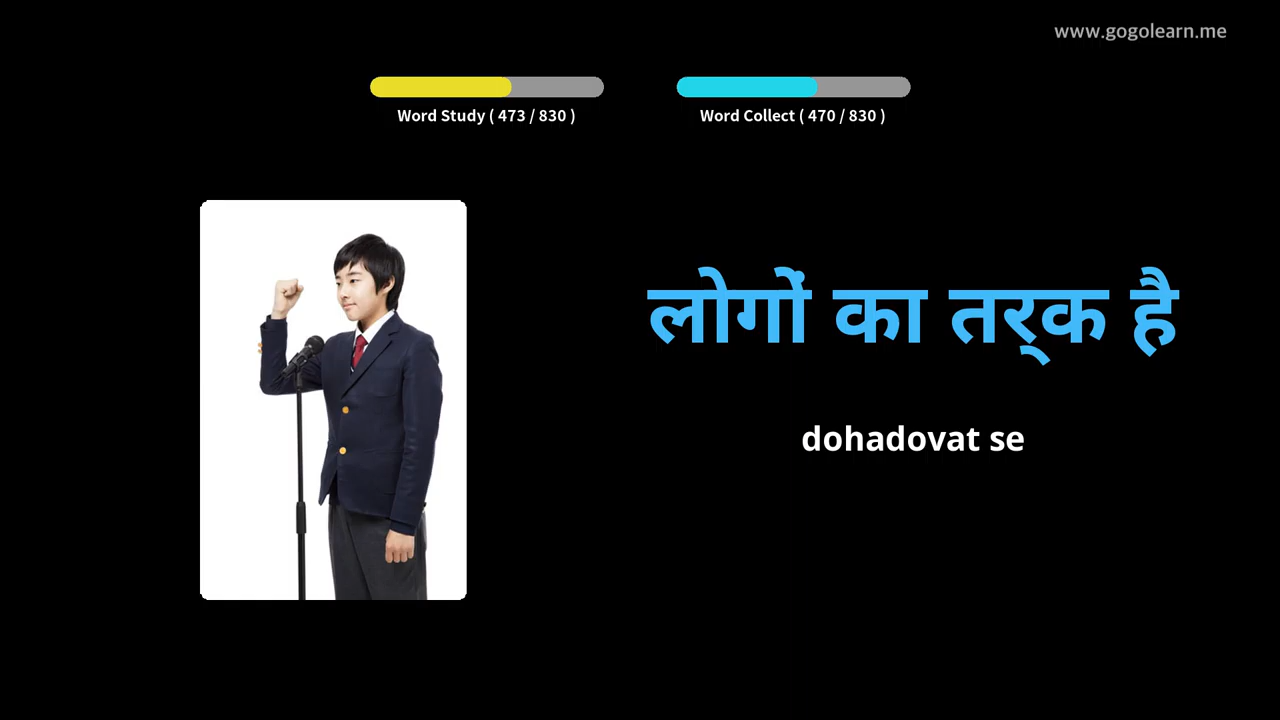 www.gogolearn.me
Word Study ( 473 / 830 )
Word Collect ( 470 / 830 )
लोगों का तर्क है
dohadovat se